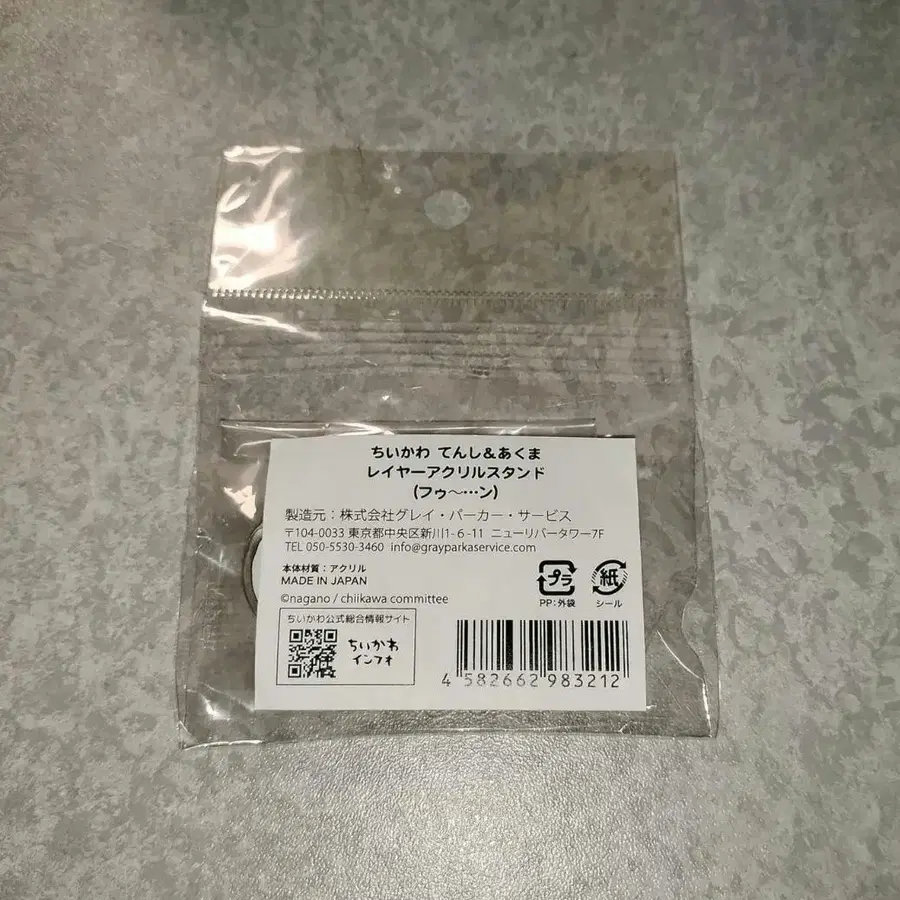 ちいかわ てんし&あくま
レイヤーアクリルスタンド
(フゥ〜…ン)
製造元:株式会社グレイ・パーカー・サービス
〒104-0033 東京都中央区新川1-6-11 ニューリバータワー7F
TEL 050-5530-3460 info@grayparkaservice.com
本体材質:アクリル
MADE IN JAPAN
©nagano / chiikawa committee
プラ
PP:外袋
紙
シール
ちいかわ公式総合情報サイト
ちいかわ
インフォ
4 582662 983212